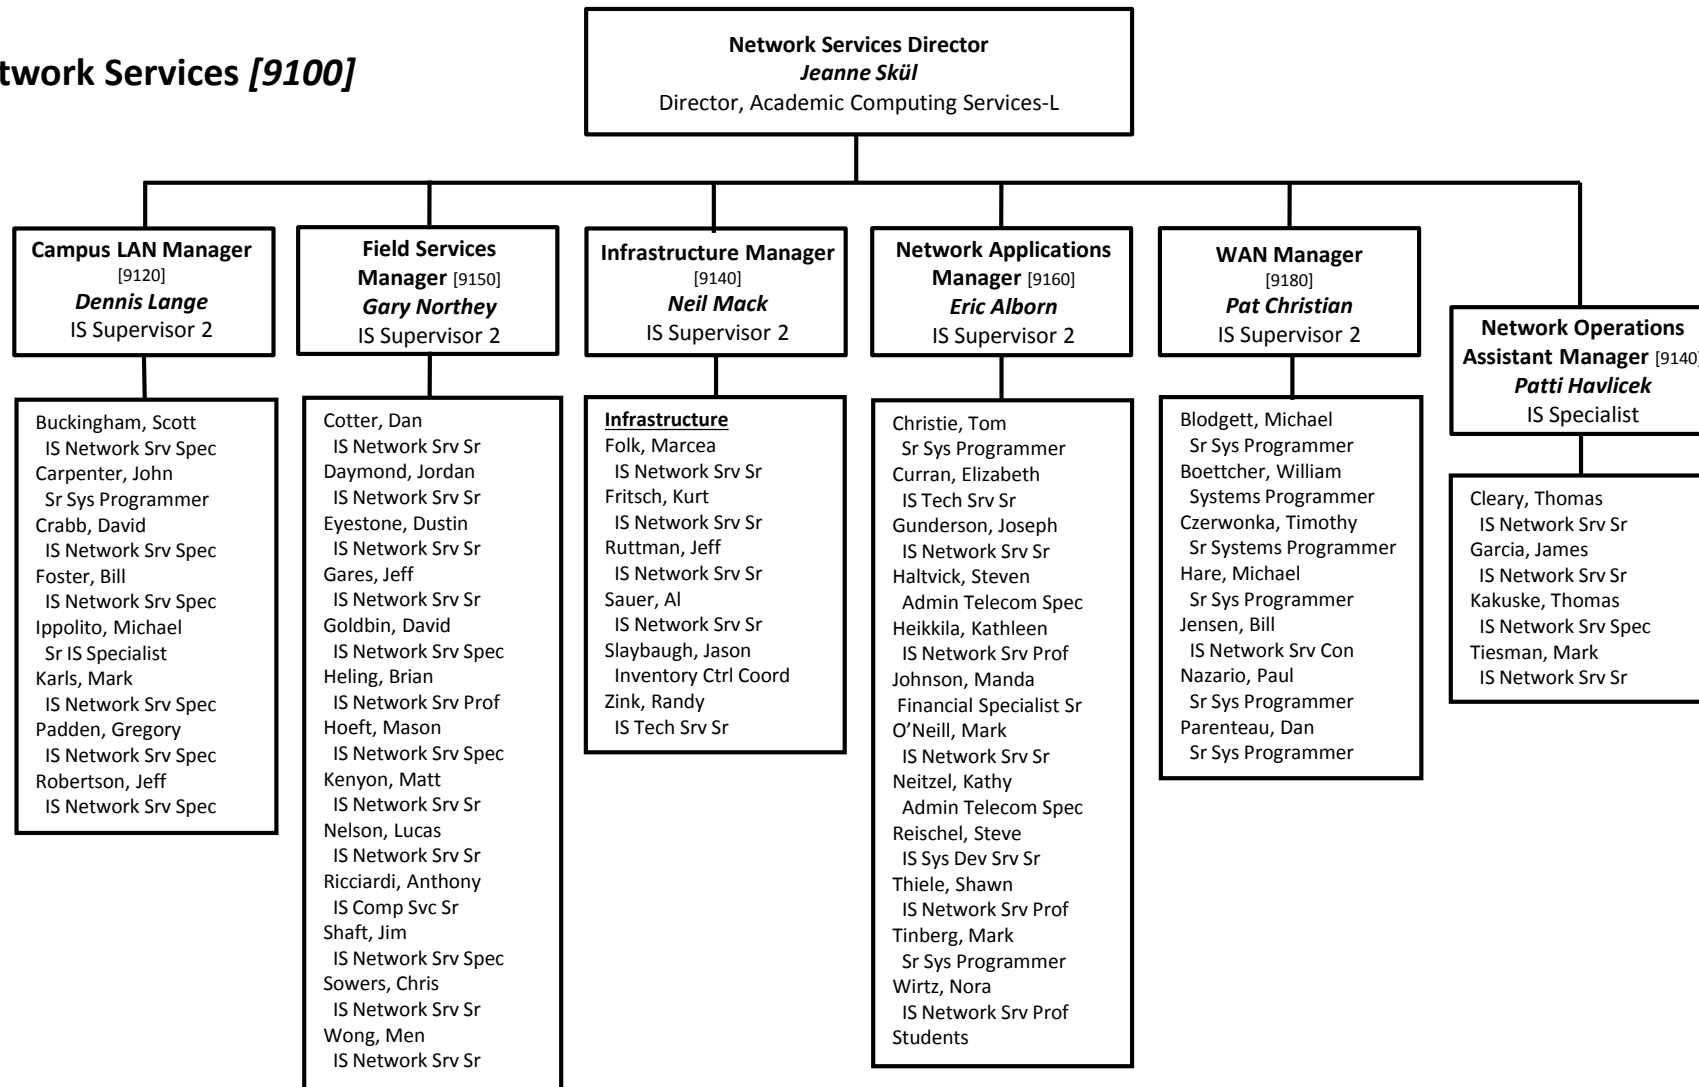 twork Services [9100]
Network Services Director
Jeanne Skül
Director, Academic Computing Services-L
Campus LAN Manager
[9120]
Dennis Lange
IS Supervisor 2
Buckingham, Scott
IS Network Srv Spec
Carpenter, John
Sr Sys Programmer
Crabb, David
IS Network Srv Spec
Foster, Bill
IS Network Srv Spec
Ippolito, Michael
Sr IS Specialist
Karls, Mark
IS Network Srv Spec
Padden, Gregory
IS Network Srv Spec
Robertson, Jeff
IS Network Srv Spec
Field Services
Manager [9150]
Gary Northey
IS Supervisor 2
Cotter, Dan
IS Network Srv Sr
Daymond, Jordan
IS Network Srv Sr
Eyestone, Dustin
IS Network Srv Sr
Gares, Jeff
IS Network Srv Sr
Goldbin, David
IS Network Srv Spec
Heling, Brian
IS Network Srv Prof
Hoeft, Mason
IS Network Srv Spec
Kenyon, Matt
IS Network Srv Sr
Nelson, Lucas
IS Network Srv Sr
Ricciardi, Anthony
IS Comp Svc Sr
Shaft, Jim
IS Network Srv Spec
Sowers, Chris
IS Network Srv Sr
Wong, Men
IS Network Srv Sr
Infrastructure Manager
[9140]
Neil Mack
IS Supervisor 2
Infrastructure
Folk, Marcea
IS Network Srv Sr
Fritsch, Kurt
IS Network Srv Sr
Ruttman, Jeff
IS Network Srv Sr
Sauer, Al
IS Network Srv Sr
Slaybaugh, Jason
Inventory Ctrl Coord
Zink, Randy
IS Tech Srv Sr
Network Applications
Manager [9160]
Eric Alborn
IS Supervisor 2
Christie, Tom
Sr Sys Programmer
Curran, Elizabeth
IS Tech Srv Sr
Gunderson, Joseph
IS Network Srv Sr
Haltvick, Steven
Admin Telecom Spec
Heikkila, Kathleen
IS Network Srv Prof
Johnson, Manda
Financial Specialist Sr
O’Neill, Mark
IS Network Srv Sr
Neitzel, Kathy
Admin Telecom Spec
Reischel, Steve
IS Sys Dev Srv Sr
Thiele, Shawn
IS Network Srv Prof
Tinberg, Mark
Sr Sys Programmer
Wirtz, Nora
IS Network Srv Prof
Students
WAN Manager
[9180]
Pat Christian
IS Supervisor 2
Blodgett, Michael
Sr Sys Programmer
Boettcher, William
Systems Programmer
Czerwonka, Timothy
Sr Systems Programmer
Hare, Michael
Sr Sys Programmer
Jensen, Bill
IS Network Srv Con
Nazario, Paul
Sr Sys Programmer
Parenteau, Dan
Sr Sys Programmer
Network Operations
Assistant Manager [9140]
Patti Havlicek
IS Specialist
Cleary, Thomas
IS Network Srv Sr
Garcia, James
IS Network Srv Sr
Kakuske, Thomas
IS Network Srv Spec
Tiesman, Mark
IS Network Srv Sr